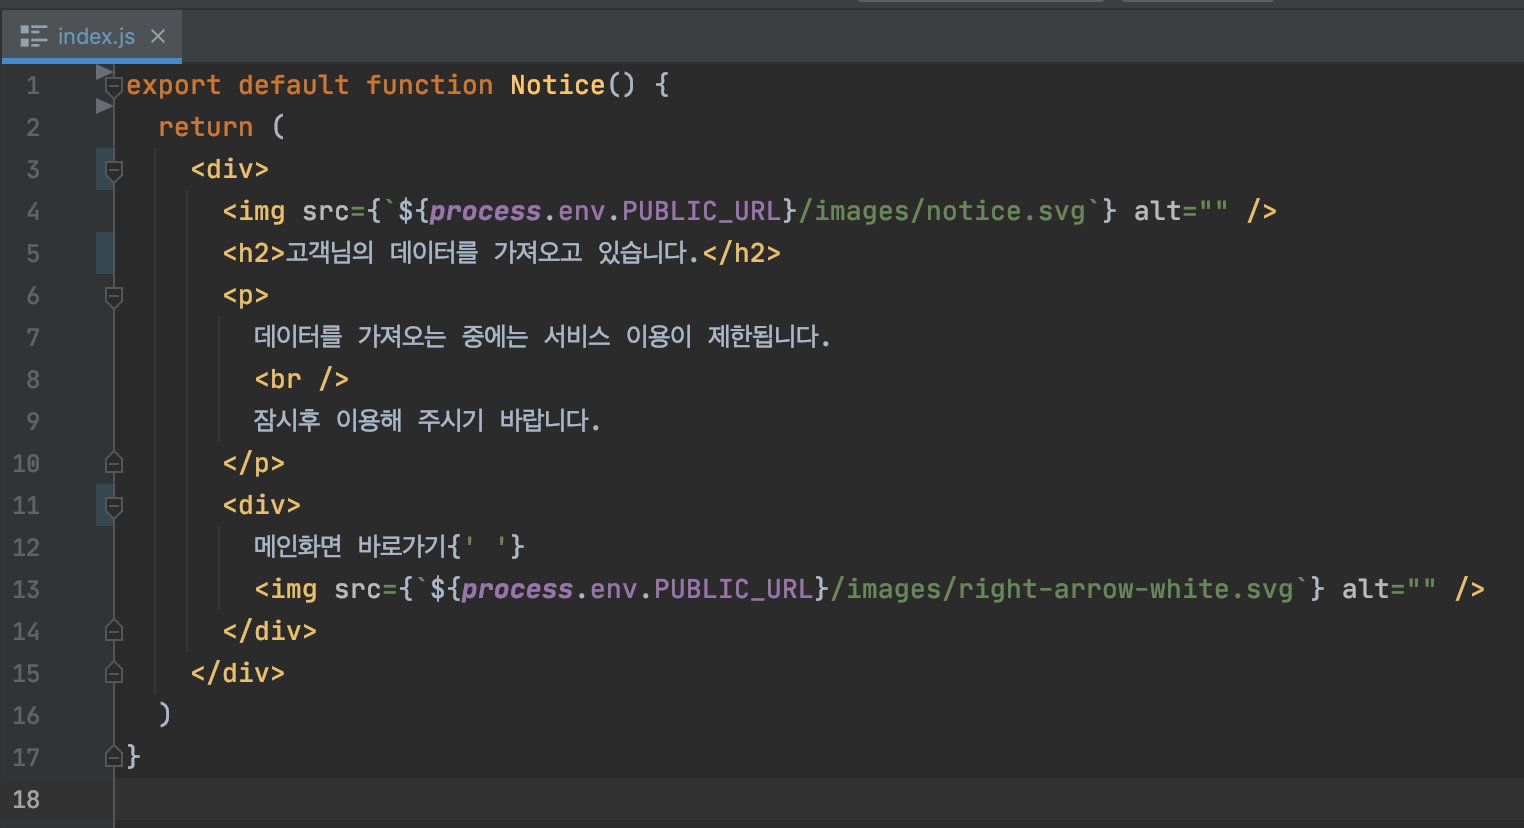 index.js
1 export default function Notice() {
2 return (
3 <div>
4 <img src={`${process.env.PUBLIC_URL}/images/notice.svg`} alt="" />
5 <h2>고객님의 데이터를 가져오고 있습니다.</h2>
6 <p>
7 데이터를 가져오는 중에는 서비스 이용이 제한됩니다.
8 <br />
9 잠시후 이용해 주시기 바랍니다.
10 </p>
11 <div>
12 메인화면 바로가기{' '}
13 <img src={`${process.env.PUBLIC_URL}/images/right-arrow-white.svg`} alt="" />
14 </div>
15 </div>
16 )
17 }
18